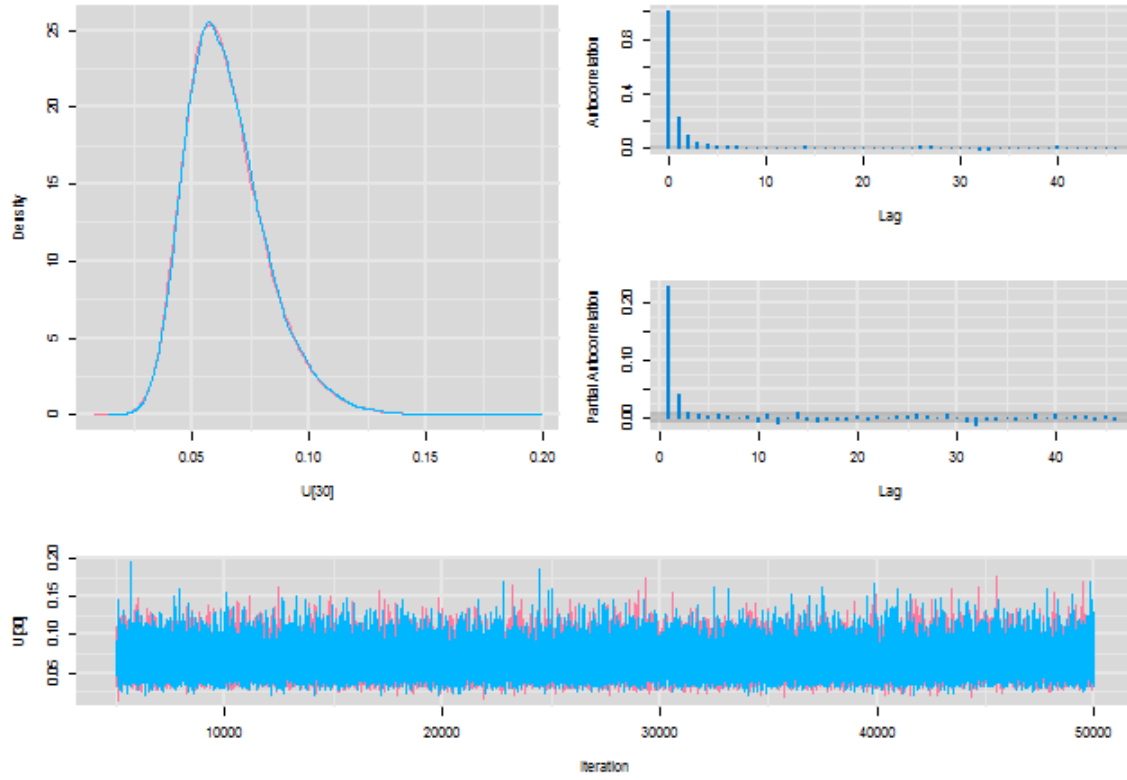 Density
0 5 10 15 20 25
0.05 0.10 0.15 0.20
U[30]
Autocorrelation
0.0 0.4 0.8
0 10 20 30 40
Lag
Partial Autocorrelation
0.00 0.10 0.20
0 10 20 30 40
Lag
U[30]
0.05 0.10 0.15 0.20
10000 20000 30000 40000 50000
Iteration